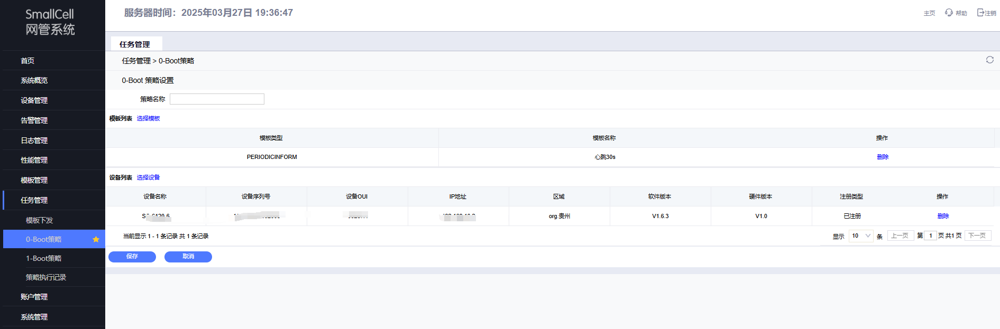 SmallCell
网管系统
服务器时间：2025年03月27日 19:36:47
主页 帮助 注销
首页
系统概览
设备管理
告警管理
日志管理
性能管理
模板管理
任务管理
模板下发
0-Boot策略
1-Boot策略
策略执行记录
账户管理
系统管理
任务管理
任务管理 > 0-Boot策略
0-Boot 策略设置
策略名称
模板列表 选择模板
模板类型 模板名称 操作
PERIODICINFORM 心跳30s 删除
设备列表 选择设备
设备名称 设备序列号 设备OUI IP地址 区域 软件版本 硬件版本 注册类型 操作
org.贵州 V1.6.3 V1.0 已注册 删除
当前显示 1 - 1 条记录 共 1 条记录
显示 10 条 上一页 第 1 页 共1 页 下一页
保存 取消